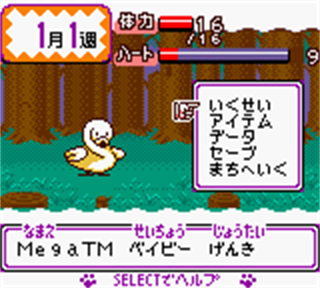 1月1週
体力 16
/16
ハート 9
いくせい
アイテム
データ
セーブ
まちへいく
なまえ せいちょう じょうたい
MegaTM ベイビー げんき
SELECTでヘルプ